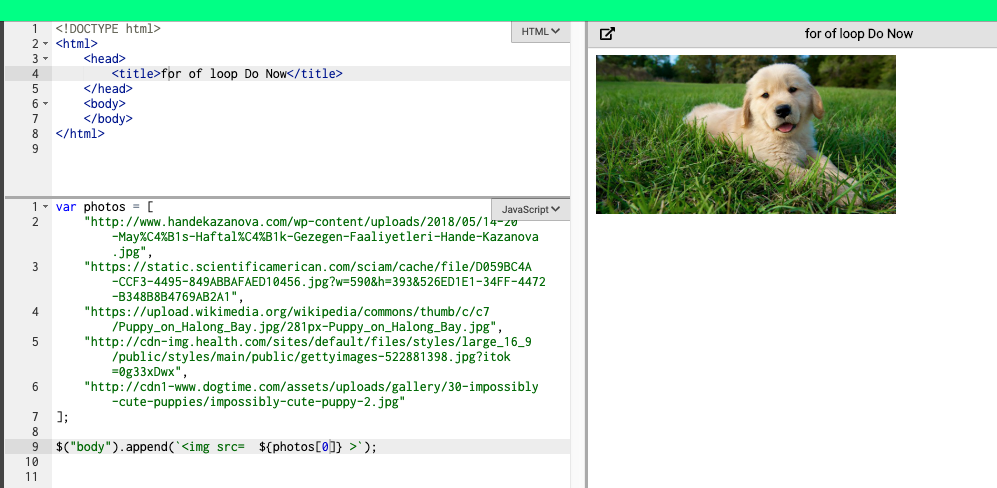 1 <!DOCTYPE html>
HTML
for of loop Do Now
2 <html>
3 <head>
4 <title>for of loop Do Now</title>
5 </head>
6 <body>
7 </body>
8 </html>
9
1 var photos = [
JavaScript
2 "http://www.handekazanova.com/wp-content/uploads/2018/05/14-20
-May%C4%B1s-Haftal%C4%B1k-Gezegen-Faaliyetleri-Hande-Kazanova
.jpg",
3 "https://static.scientificamerican.com/sciam/cache/file/D059BC4A
-CCF3-4495-849ABBAFAED10456.jpg?w=590&h=393&526ED1E1-34FF-4472
-B348B8B4769AB2A1",
4 "https://upload.wikimedia.org/wikipedia/commons/thumb/c/c7
/Puppy_on_Halong_Bay.jpg/281px-Puppy_on_Halong_Bay.jpg",
5 "http://cdn-img.health.com/sites/default/files/styles/large_16_9
/public/styles/main/public/gettyimages-522881398.jpg?itok
=0g33xDwx",
6 "http://cdn1-www.dogtime.com/assets/uploads/gallery/30-impossibly
-cute-puppies/impossibly-cute-puppy-2.jpg"
7 ];
8
9 $("body").append(`<img src=  ${photos[0]} >`);
10
11